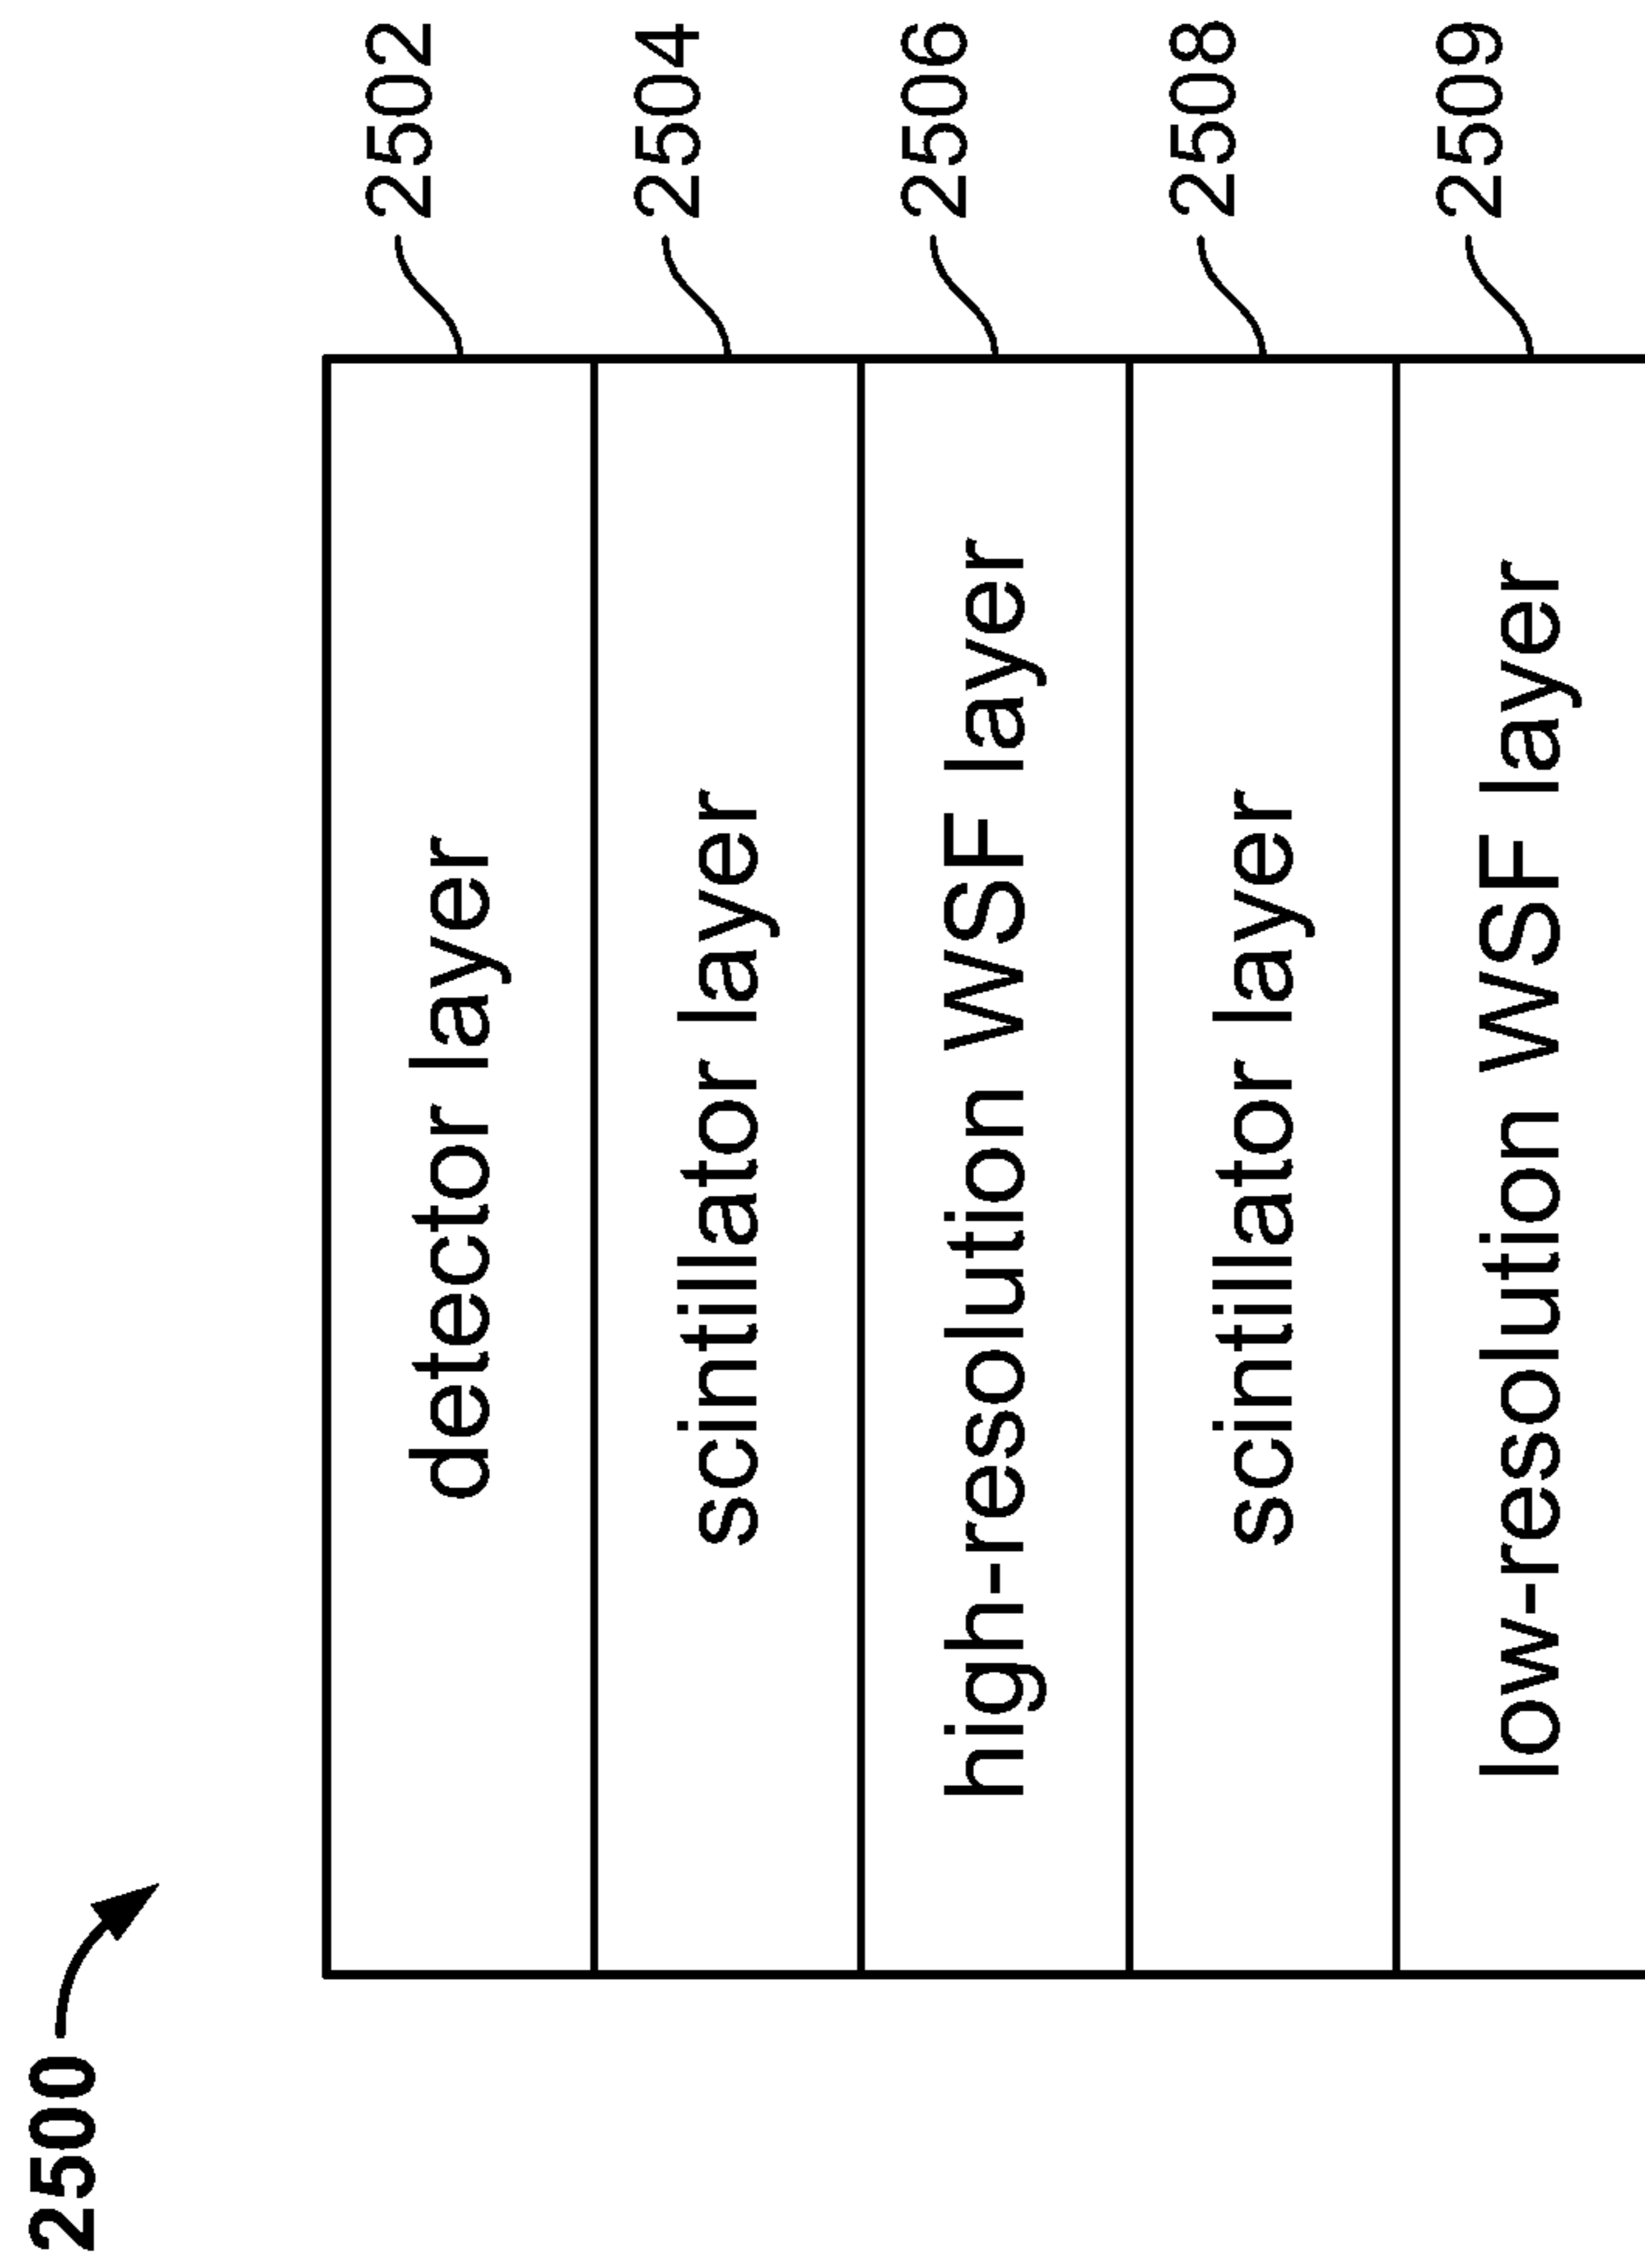 2500
detector layer 2502
scintillator layer 2504
high-resolution WSF layer 2506
scintillator layer 2508
low-resolution WSF layer 2509